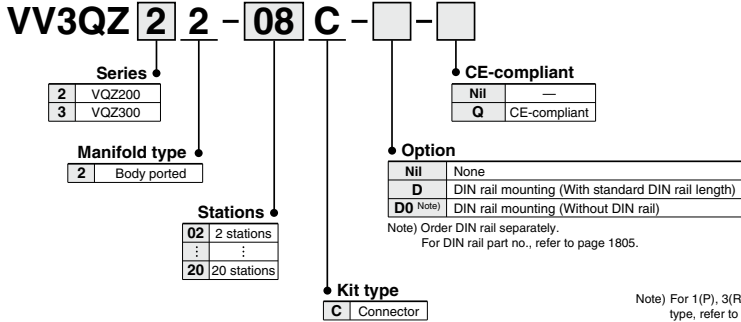 VV3QZ 2 2 - 08 C - -
Series
2 VQZ200
3 VQZ300
Manifold type
2 Body ported
Stations
02 2 stations
⋮ ⋮
20 20 stations
Kit type
C Connector
CE-compliant
Nil —
Q CE-compliant
Option
Nil None
D DIN rail mounting (With standard DIN rail length)
D0 Note) DIN rail mounting (Without DIN rail)
Note) Order DIN rail separately.
For DIN rail part no., refer to page 1805.
Note) For 1(P), 3(R
type, refer to